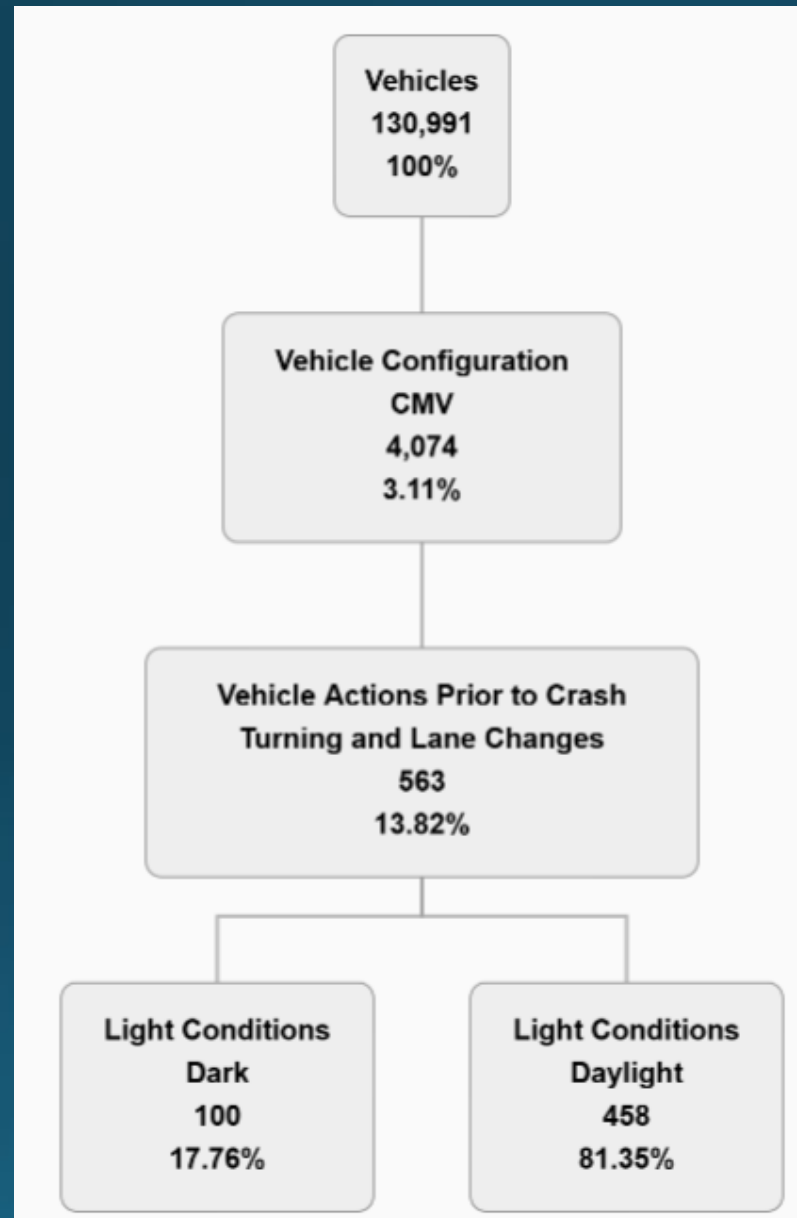 Vehicles
130,991
100%
Vehicle Configuration
CMV
4,074
3.11%
Vehicle Actions Prior to Crash
Turning and Lane Changes
563
13.82%
Light Conditions
Dark
100
17.76%
Light Conditions
Daylight
458
81.35%